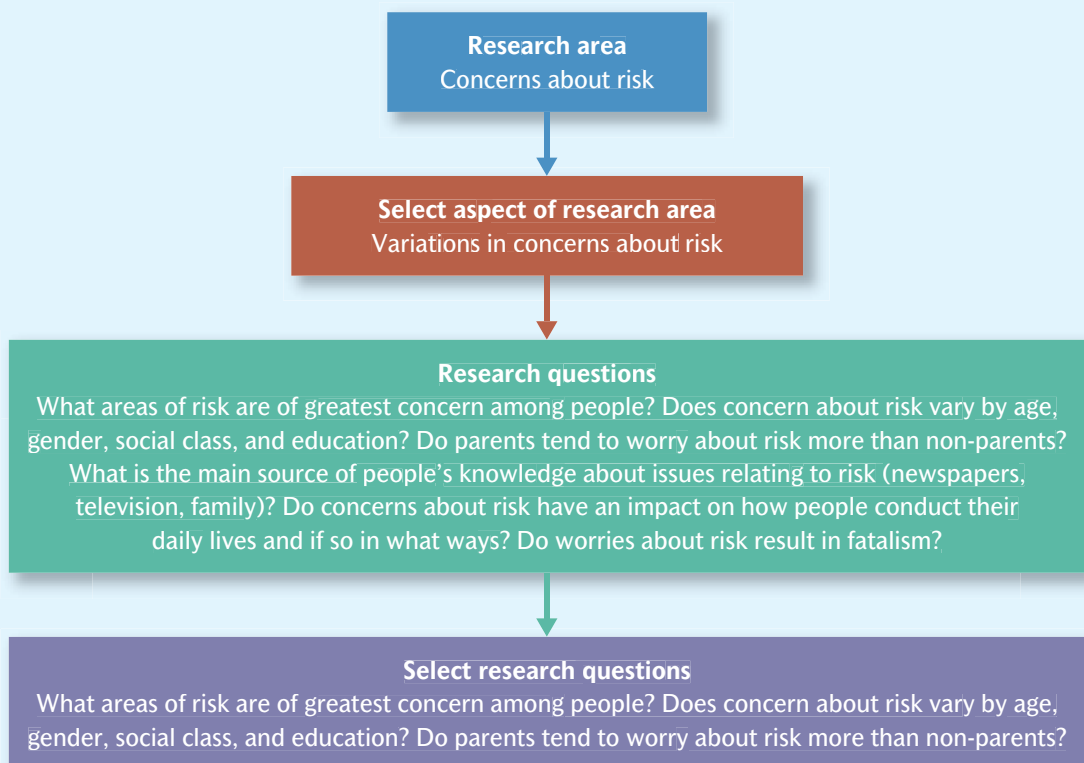 Research area
Concerns about risk
Select aspect of research area
Variations in concerns about risk
Research questions
What areas of risk are of greatest concern among people? Does concern about risk vary by age,
gender, social class, and education? Do parents tend to worry about risk more than non-parents?
What is the main source of people’s knowledge about issues relating to risk (newspapers,
television, family)? Do concerns about risk have an impact on how people conduct their
daily lives and if so in what ways? Do worries about risk result in fatalism?
Select research questions
What areas of risk are of greatest concern among people? Does concern about risk vary by age,
gender, social class, and education? Do parents tend to worry about risk more than non-parents?